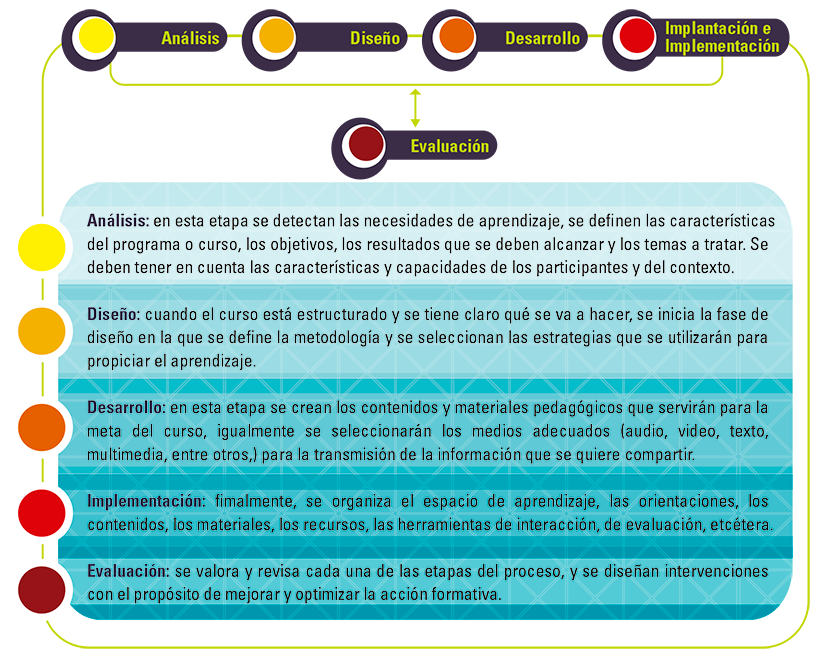 Análisis
Diseño
Desarrollo
Implantación e
Implementación
Evaluación
Análisis: en esta etapa se detectan las necesidades de aprendizaje, se definen las características
del programa o curso, los objetivos, los resultados que se deben alcanzar y los temas a tratar. Se
deben tener en cuenta las características y capacidades de los participantes y del contexto.
Diseño: cuando el curso está estructurado y se tiene claro qué se va a hacer, se inicia la fase de
diseño en la que se define la metodología y se seleccionan las estrategias que se utilizarán para
propiciar el aprendizaje.
Desarrollo: en esta etapa se crean los contenidos y materiales pedagógicos que servirán para la
meta del curso, igualmente se seleccionarán los medios adecuados (audio, video, texto,
multimedia, entre otros,) para la transmisión de la información que se quiere compartir.
Implementación: fimalmente, se organiza el espacio de aprendizaje, las orientaciones, los
contenidos, los materiales, los recursos, las herramientas de interacción, de evaluación, etcétera.
Evaluación: se valora y revisa cada una de las etapas del proceso, y se diseñan intervenciones
con el propósito de mejorar y optimizar la acción formativa.